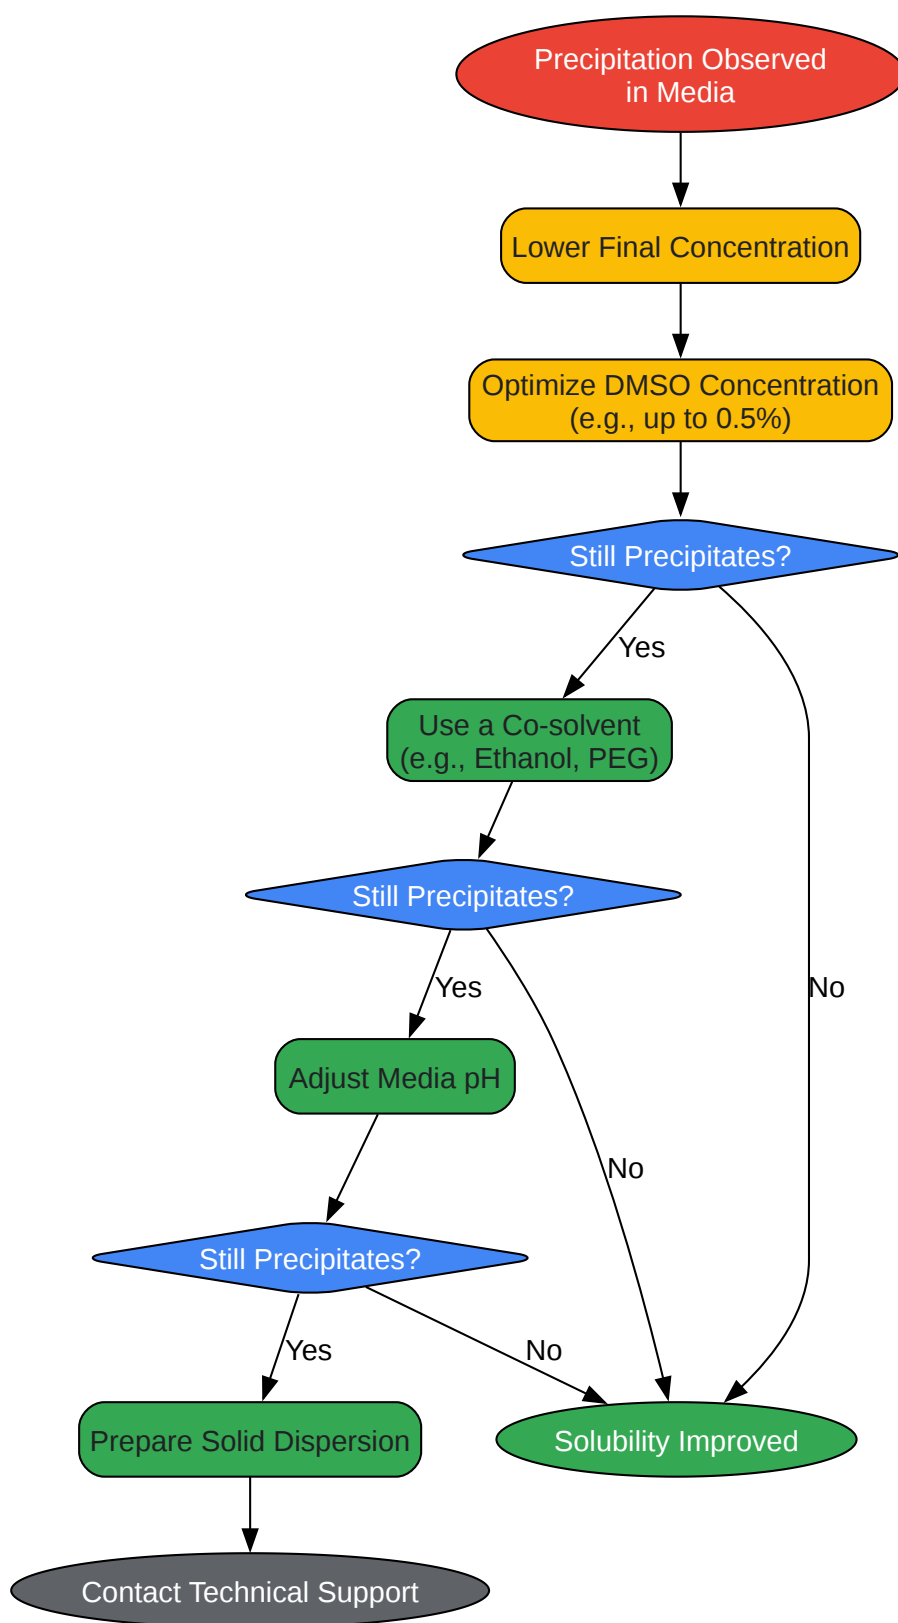 Precipitation Observed
in Media
Lower Final Concentration
Optimize DMSO Concentration
(e.g., up to 0.5%)
Still Precipitates?
Yes
Use a Co-solvent
(e.g., Ethanol, PEG)
Still Precipitates?
Yes
No
Adjust Media pH
No
Still Precipitates?
Yes
No
Prepare Solid Dispersion
Solubility Improved
Contact Technical Support